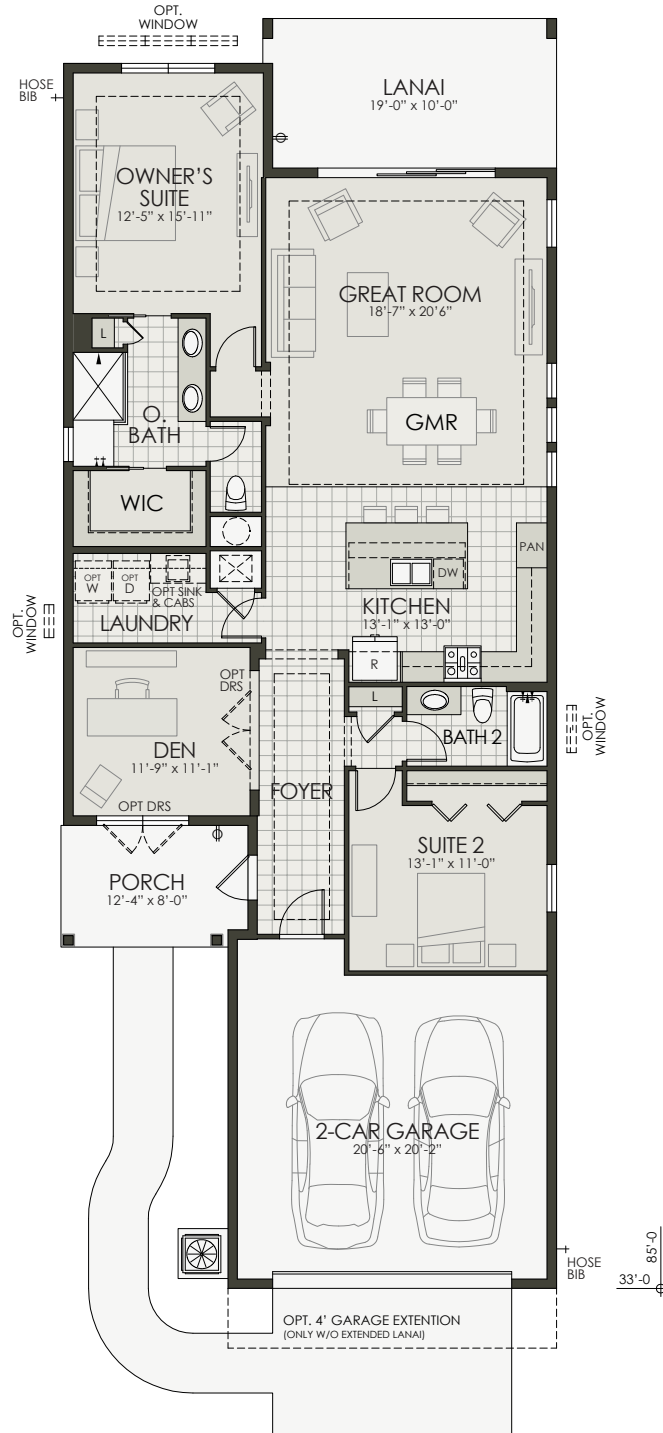 OPT.
WINDOW
HOSE
BIB
LANAI
19'-0" x 10'-0"
OWNER'S
SUITE
12'-5" x 15'-11"
GREAT ROOM
18'-7" x 20'6"
L
O.
BATH
GMR
WIC
PAN
DW
OPT
W
OPT
D
OPT SINK
& CABS
KITCHEN
13'-1" x 13'-0"
OPT.
WINDOW
LAUNDRY
R
OPT
DRS
L
BATH 2
OPT.
WINDOW
DEN
11'-9" x 11'-1"
FOYER
OPT DRS
SUITE 2
13'-1" x 11'-0"
PORCH
12'-4" x 8'-0"
2-CAR GARAGE
20'-6" x 20'-2"
HOSE
BIB
85'-0
33'-0
OPT. 4' GARAGE EXTENTION
(ONLY W/O EXTENDED LANAI)